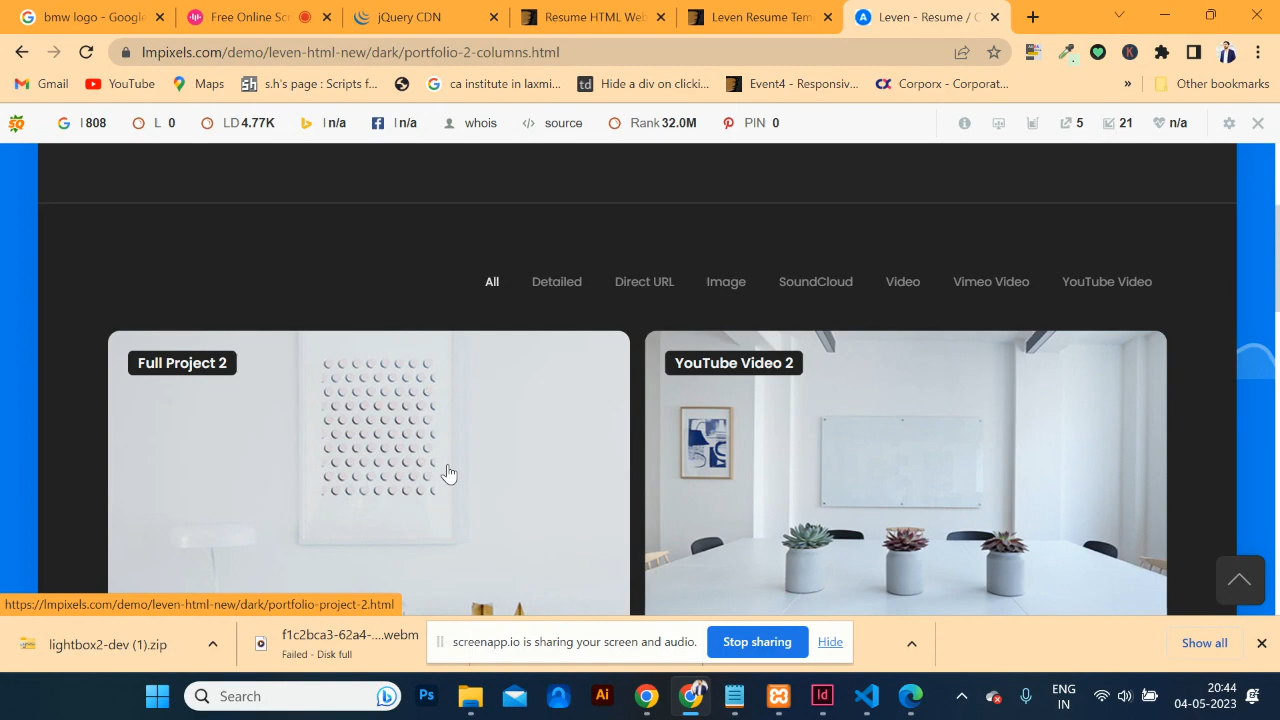 bmw logo - Google
Free Online Scr
jQuery CDN
Resume HTML Web
Leven Resume Tem
Leven - Resume / C
lmpixels.com/demo/leven-html-new/dark/portfolio-2-columns.html
Gmail
YouTube
Maps
s.h's page : Scripts f...
ca institute in laxmi...
Hide a div on clicki...
Event4 - Responsiv...
Corporx - Corporat...
»
Other bookmarks
I 808
L 0
LD 4.77K
I n/a
I n/a
whois
source
Rank 32.0M
PIN 0
5
21
n/a
All
Detailed
Direct URL
Image
SoundCloud
Video
Vimeo Video
YouTube Video
Full Project 2
YouTube Video 2
https://lmpixels.com/demo/leven-html-new/dark/portfolio-project-2.html
lightbox2-dev (1).zip
f1c2bca3-62a4-....webm
Failed - Disk full
screenapp.io is sharing your screen and audio.
Stop sharing
Hide
Show all
Search
ENG
IN
20:44
04-05-2023